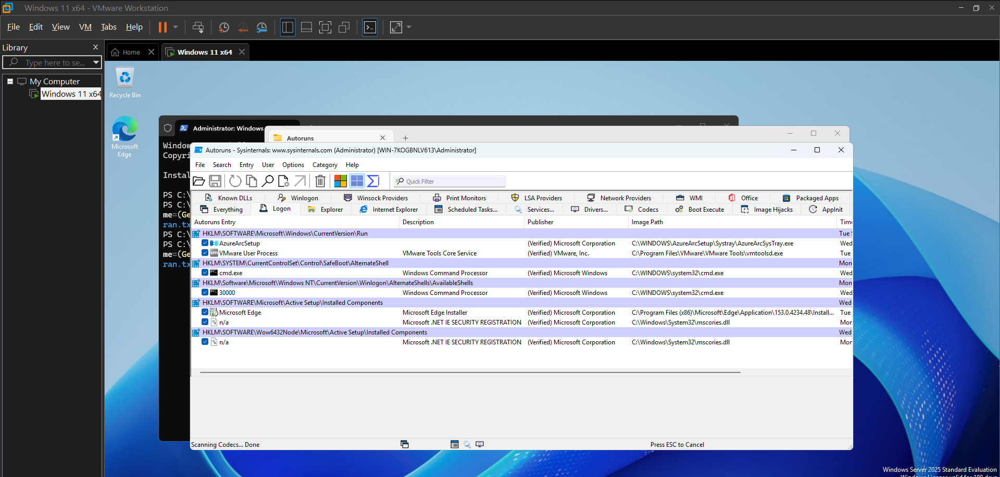 Windows 11 x64 - VMware Workstation
File Edit View VM Tabs Help
Library
Home
Windows 11 x64
Type here to se...
My Computer
Windows 11 x64
Recycle Bin
Microsoft
Edge
Administrator: Windows
Autoruns
Copyri
Instal
PS C:\
PS C:\
me=(Ge
ran.tx
PS C:\
PS C:\
me=(Ge
ran.tx
Autoruns - Sysinternals: www.sysinternals.com (Administrator) [WIN-7KOGBNLV613\Administrator]
File Search Entry User Options Category Help
Quick Filter
Known DLLs Winlogon Winsock Providers Print Monitors LSA Providers Network Providers WMI Office Packaged Apps
Everything Logon Explorer Internet Explorer Scheduled Tasks... Services... Drivers... Codecs Boot Execute Image Hijacks AppInit
Autoruns Entry Description Publisher Image Path Time
HKLM\SOFTWARE\Microsoft\Windows\CurrentVersion\Run Tue
AzureArcSetup (Verified) Microsoft Corporation C:\WINDOWS\AzureArcSetup\Systray\AzureArcSysTray.exe Wed
VMware User Process VMware Tools Core Service (Verified) VMware, Inc. C:\Program Files\VMware\VMware Tools\vmtoolsd.exe Tue
HKLM\SYSTEM\CurrentControlSet\Control\SafeBoot\AlternateShell Mon
cmd.exe Windows Command Processor (Verified) Microsoft Windows C:\WINDOWS\system32\cmd.exe Wed
HKLM\Software\Microsoft\Windows NT\CurrentVersion\Winlogon\AlternateShells\AvailableShells Mon
30000 Windows Command Processor (Verified) Microsoft Windows C:\WINDOWS\system32\cmd.exe Wed
HKLM\SOFTWARE\Microsoft\Active Setup\Installed Components Wed
Microsoft Edge Microsoft Edge Installer (Verified) Microsoft Corporation C:\Program Files (x86)\Microsoft\Edge\Application\153.0.4234.48\Install... Tue
n/a Microsoft .NET IE SECURITY REGISTRATION (Verified) Microsoft Corporation C:\Windows\System32\mscories.dll Mon
HKLM\SOFTWARE\Wow6432Node\Microsoft\Active Setup\Installed Components Wed
n/a Microsoft .NET IE SECURITY REGISTRATION (Verified) Microsoft Corporation C:\Windows\System32\mscories.dll Mon
Scanning Codecs... Done Press ESC to Cancel
Windows Server 2025 Standard Evaluation
Windows License valid for 180 days